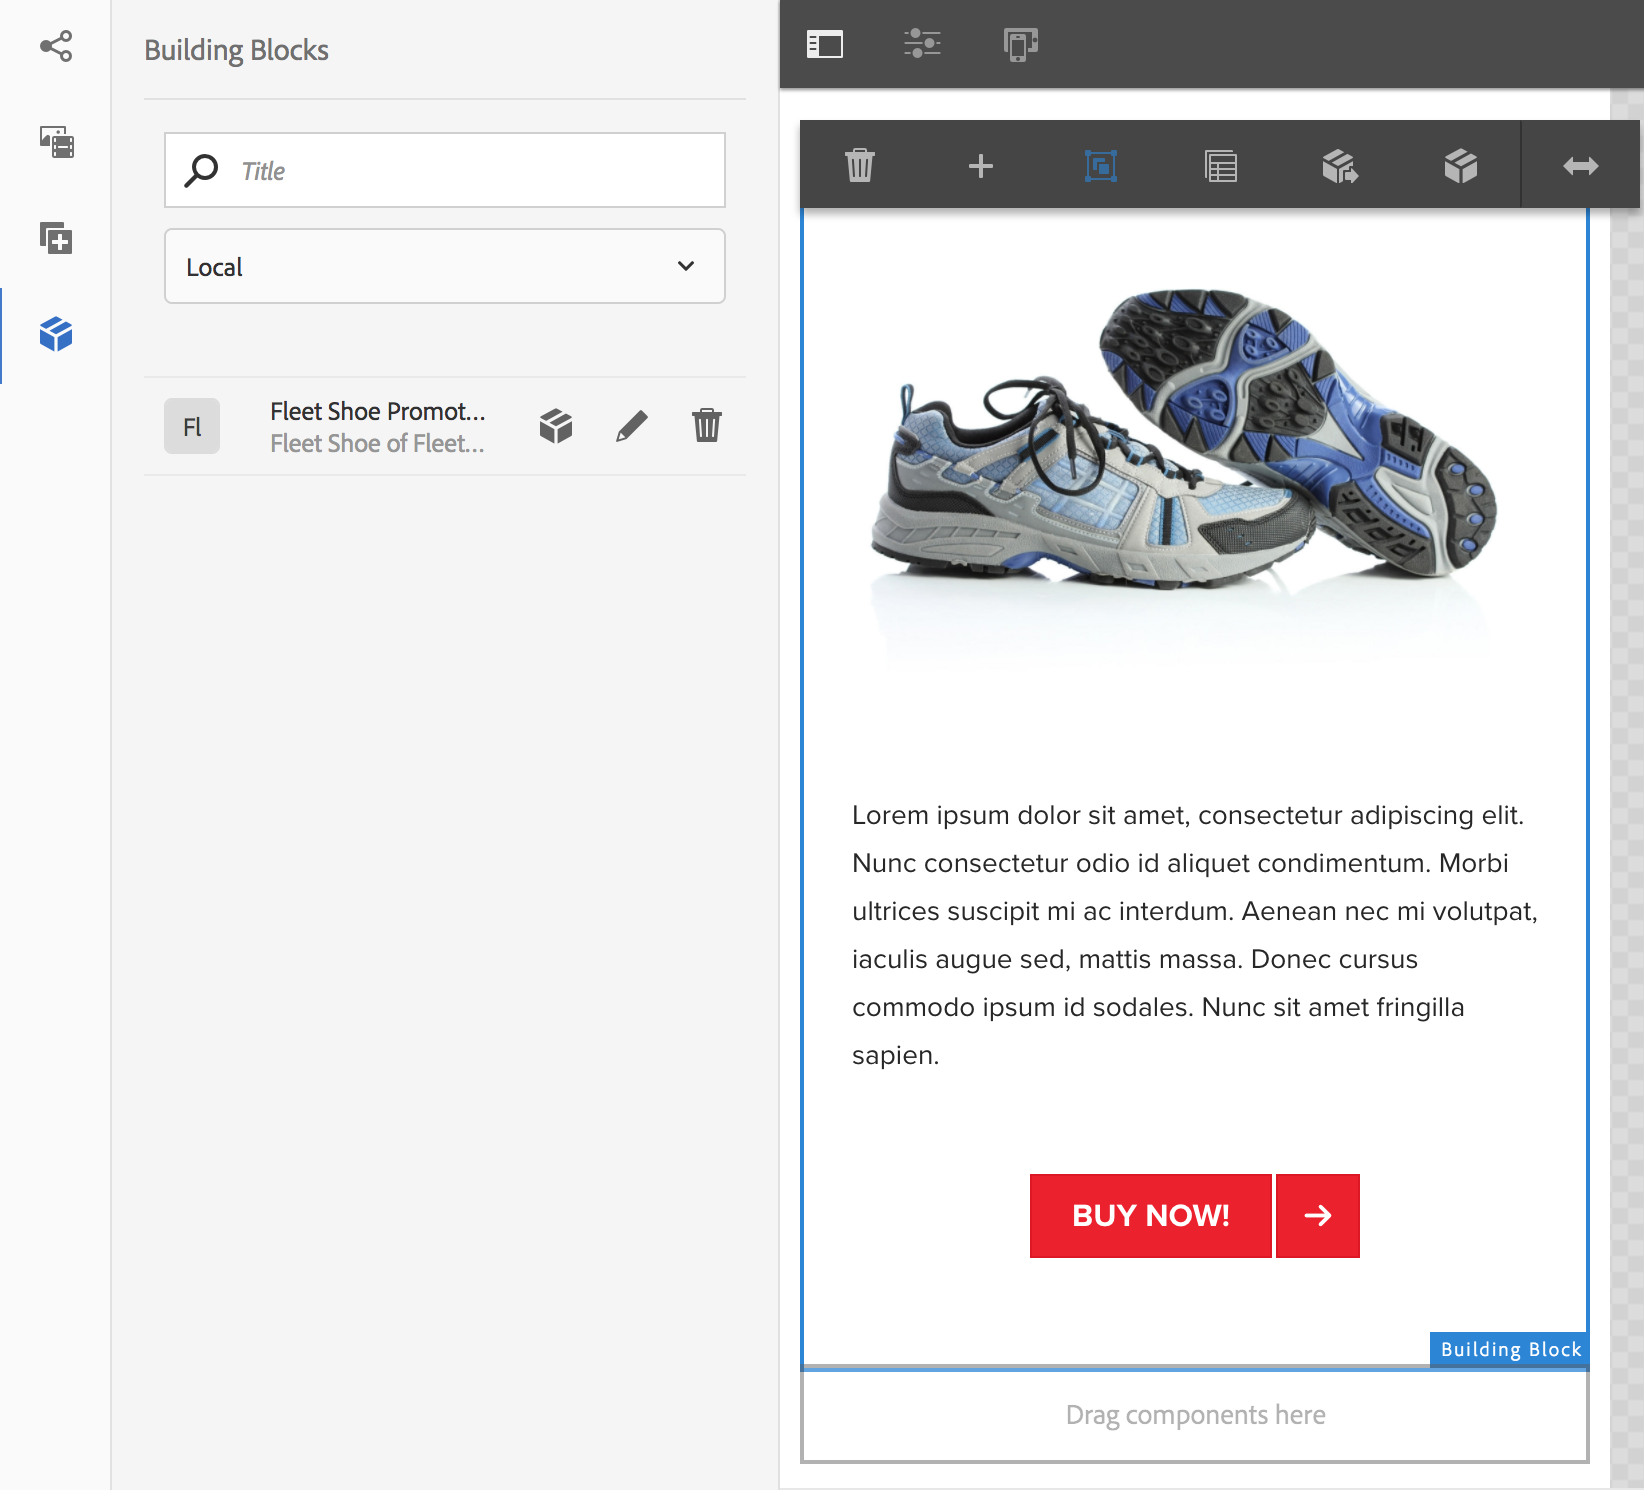 Building Blocks
Title
Local
Fl
Fleet Shoe Promot...
Fleet Shoe of Fleet...
Lorem ipsum dolor sit amet, consectetur adipiscing elit.
Nunc consectetur odio id aliquet condimentum. Morbi
ultrices suscipit mi ac interdum. Aenean nec mi volutpat,
iaculis augue sed, mattis massa. Donec cursus
commodo ipsum id sodales. Nunc sit amet fringilla
sapien.
BUY NOW!
Building Block
Drag components here